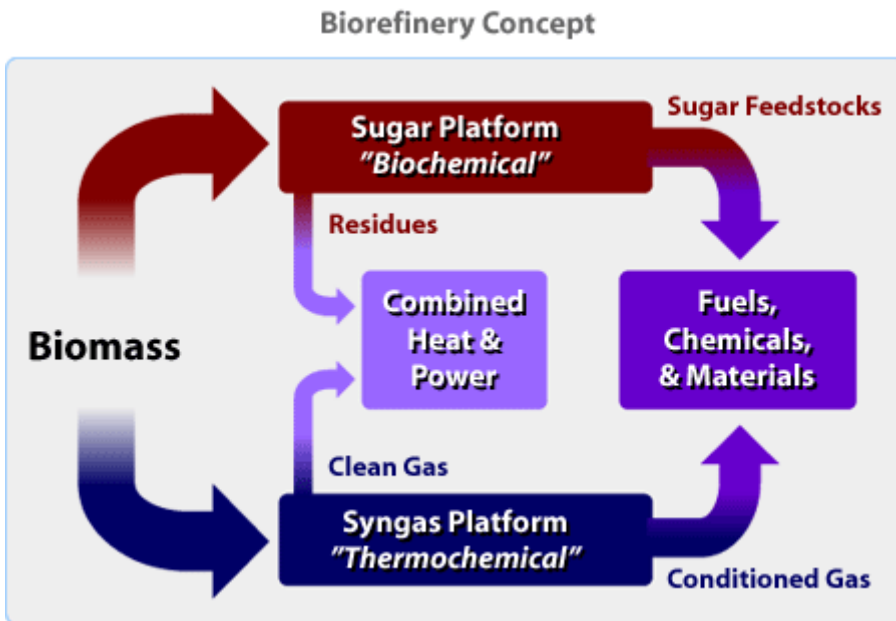 Biorefinery Concept
Sugar Feedstocks
Sugar Platform
”Biochemical”
Residues
Combined
Heat &
Power
Fuels,
Chemicals,
& Materials
Biomass
Clean Gas
Syngas Platform
”Thermochemical”
Conditioned Gas